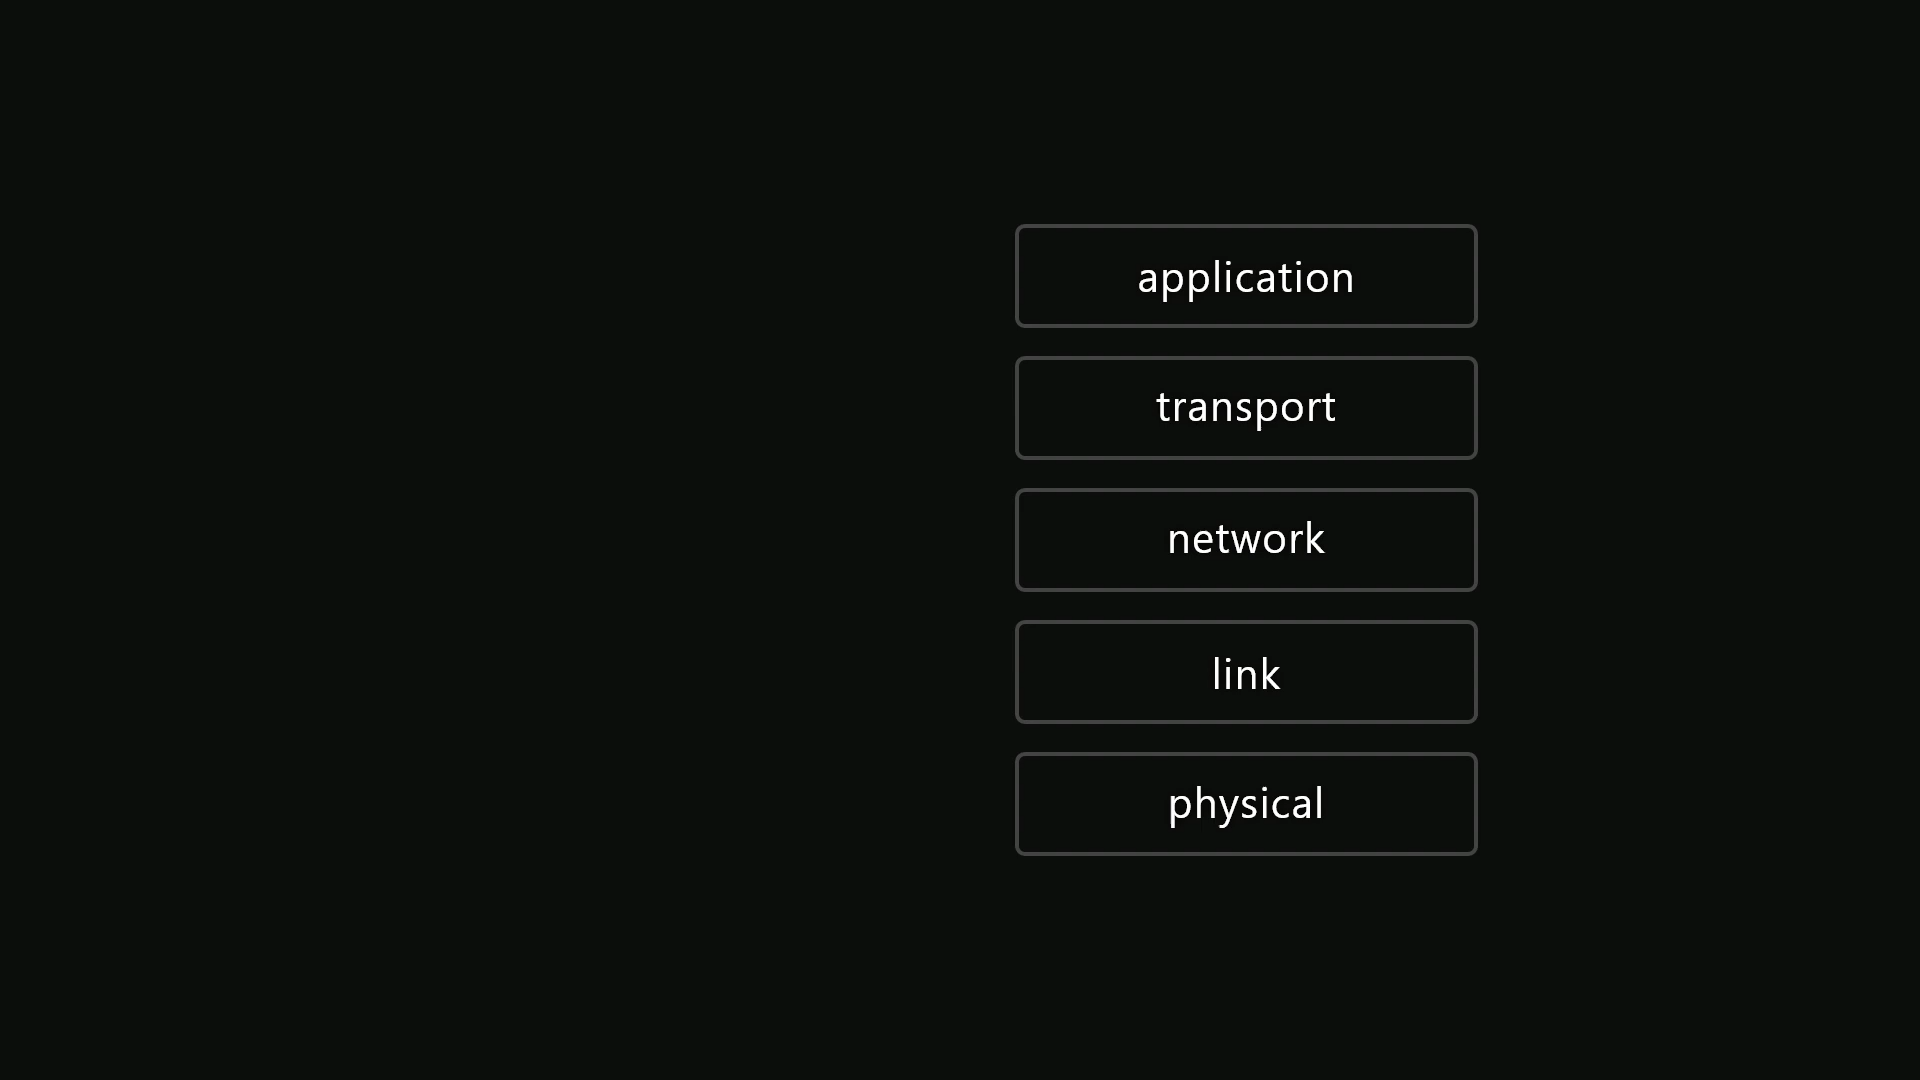 application
transport
network
link
physical